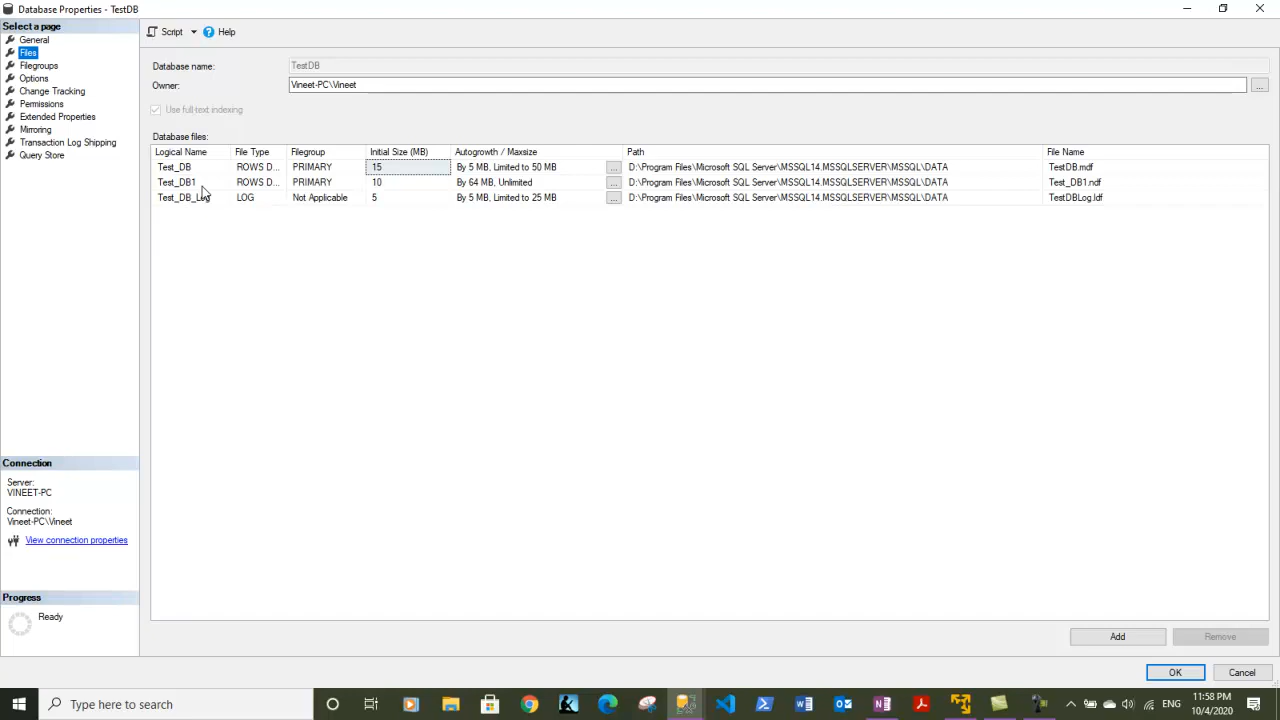 Database Properties - TestDB
Select a page
General
Files
Filegroups
Options
Change Tracking
Permissions
Extended Properties
Mirroring
Transaction Log Shipping
Query Store
Script Help
Database name: TestDB
Owner: Vineet-PC\Vineet ...
Use full-text indexing
Database files:
Logical Name File Type Filegroup Initial Size (MB) Autogrowth / Maxsize Path File Name
Test_DB ROWS D... PRIMARY 15 By 5 MB, Limited to 50 MB ... D:\Program Files\Microsoft SQL Server\MSSQL14.MSSQLSERVER\MSSQL\DATA TestDB.mdf
Test_DB1 ROWS D... PRIMARY 10 By 64 MB, Unlimited ... D:\Program Files\Microsoft SQL Server\MSSQL14.MSSQLSERVER\MSSQL\DATA Test_DB1.ndf
Test_DB_Log LOG Not Applicable 5 By 5 MB, Limited to 25 MB ... D:\Program Files\Microsoft SQL Server\MSSQL14.MSSQLSERVER\MSSQL\DATA TestDBLog.ldf
Connection
Server:
VINEET-PC
Connection:
Vineet-PC\Vineet
View connection properties
Progress
Ready
Add Remove
OK Cancel
Type here to search
ENG
11:58 PM
10/4/2020